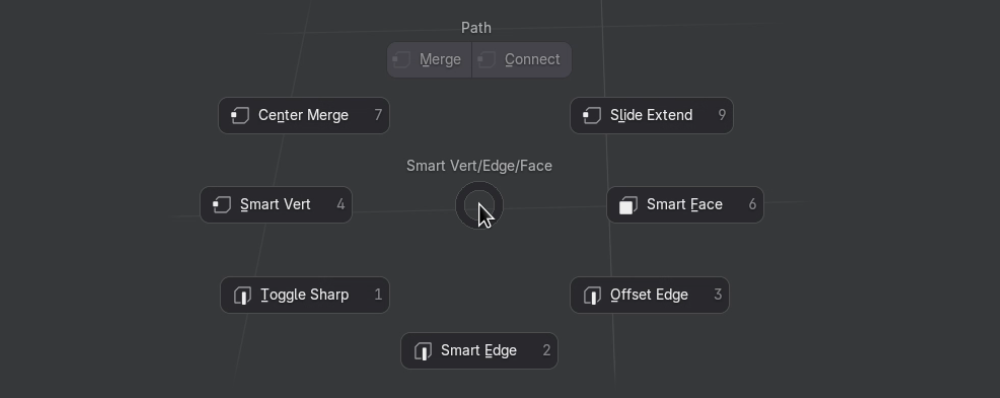 Path
Merge Connect
Center Merge 7
Slide Extend 9
Smart Vert/Edge/Face
Smart Vert 4
Smart Face 6
Toggle Sharp 1
Offset Edge 3
Smart Edge 2